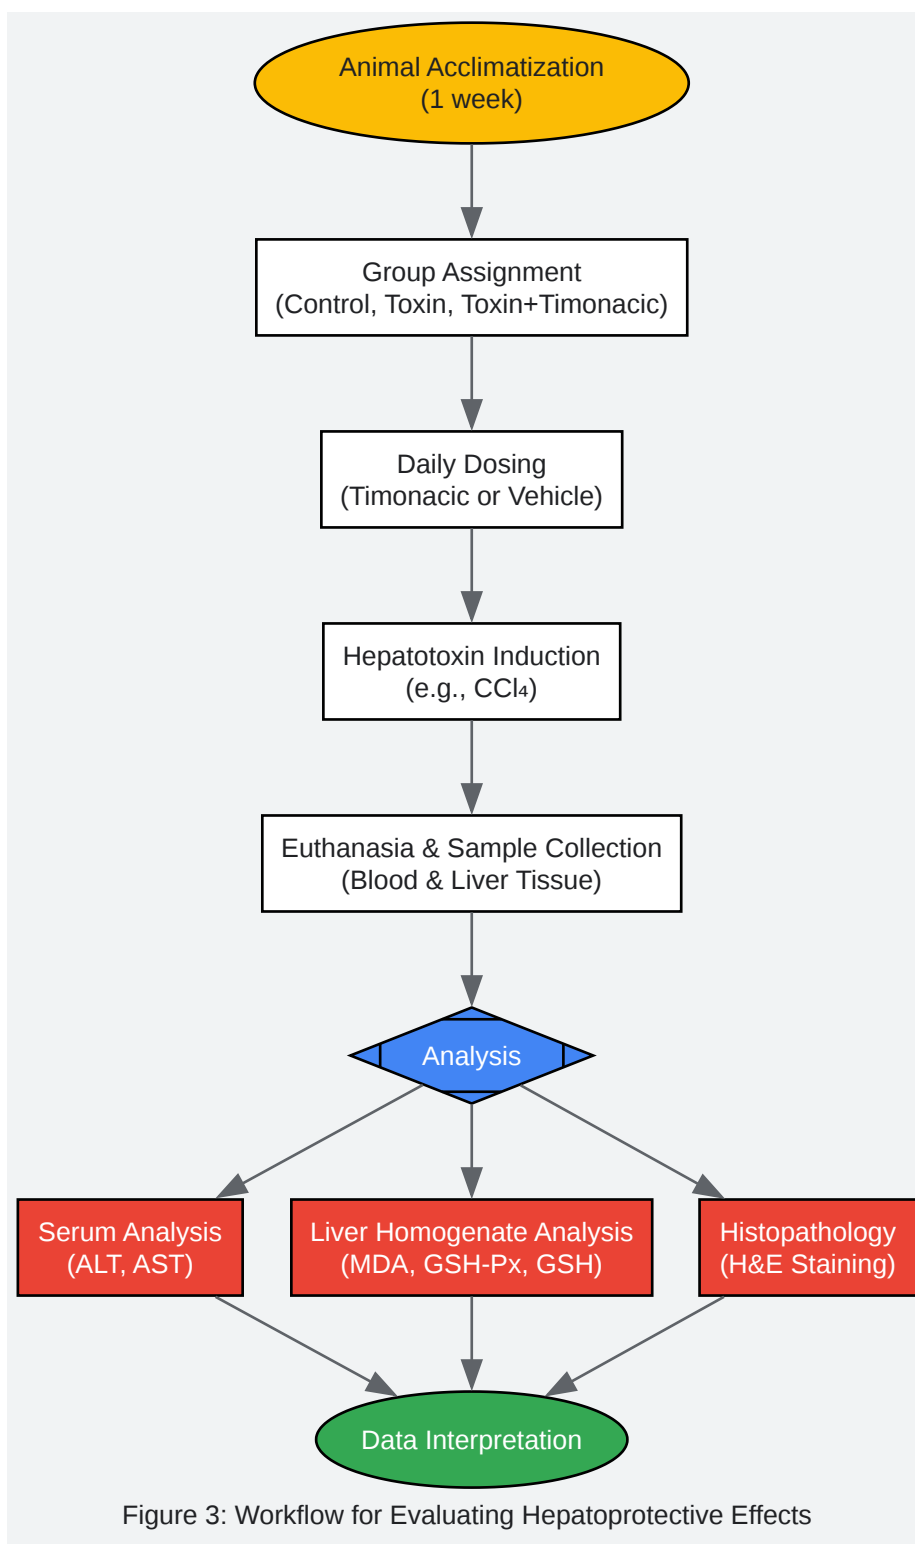 Animal Acclimatization
(1 week)
Group Assignment
(Control, Toxin, Toxin+Timonacic)
Daily Dosing
(Timonacic or Vehicle)
Hepatotoxin Induction
(e.g., CCl₄)
Euthanasia & Sample Collection
(Blood & Liver Tissue)
Analysis
Serum Analysis
(ALT, AST)
Liver Homogenate Analysis
(MDA, GSH-Px, GSH)
Histopathology
(H&E Staining)
Data Interpretation
Figure 3: Workflow for Evaluating Hepatoprotective Effects